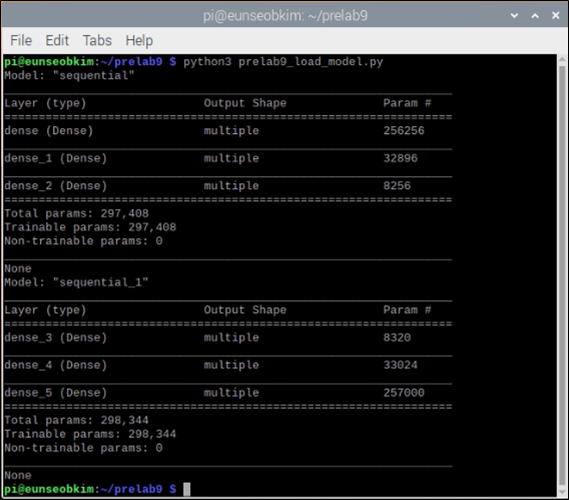 pi@eunseobkim: ~/prelab9
File Edit Tabs Help
pi@eunseobkim:~/prelab9 $ python3 prelab9_load_model.py
Model: "sequential"
_________________________________________________________________
Layer (type) Output Shape Param #
=================================================================
dense (Dense) multiple 256256
_________________________________________________________________
dense_1 (Dense) multiple 32896
_________________________________________________________________
dense_2 (Dense) multiple 8256
=================================================================
Total params: 297,408
Trainable params: 297,408
Non-trainable params: 0
_________________________________________________________________
None
Model: "sequential_1"
_________________________________________________________________
Layer (type) Output Shape Param #
=================================================================
dense_3 (Dense) multiple 8320
_________________________________________________________________
dense_4 (Dense) multiple 33024
_________________________________________________________________
dense_5 (Dense) multiple 257000
=================================================================
Total params: 298,344
Trainable params: 298,344
Non-trainable params: 0
_________________________________________________________________
None
pi@eunseobkim:~/prelab9 $